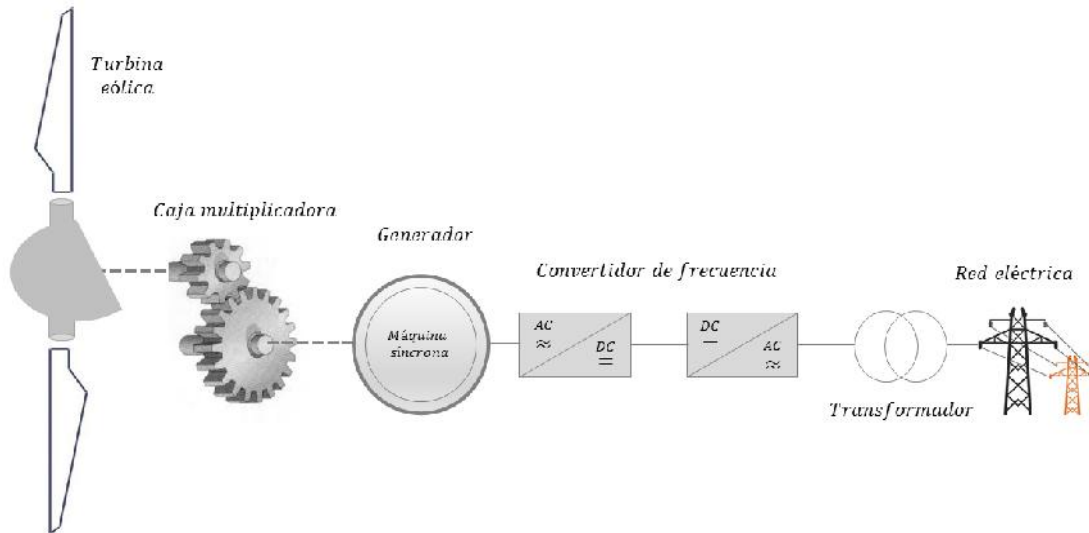 Turbina
eólica
Caja multiplicadora
Generador
Convertidor de frecuencia
Red eléctrica
Máquina
síncrona
AC
DC
DC
AC
Transformador